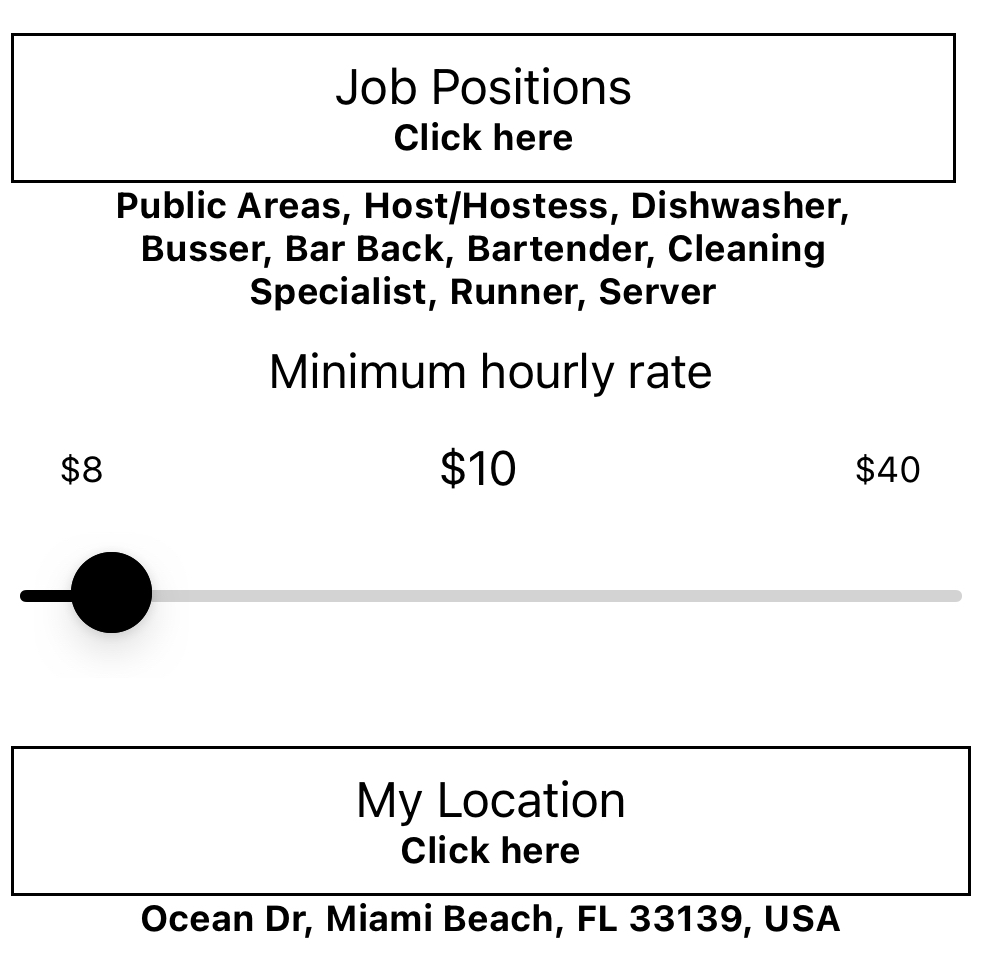 Job Positions
Click here
Public Areas, Host/Hostess, Dishwasher,
Busser, Bar Back, Bartender, Cleaning
Specialist, Runner, Server
Minimum hourly rate
$8 $10 $40
My Location
Click here
Ocean Dr, Miami Beach, FL 33139, USA